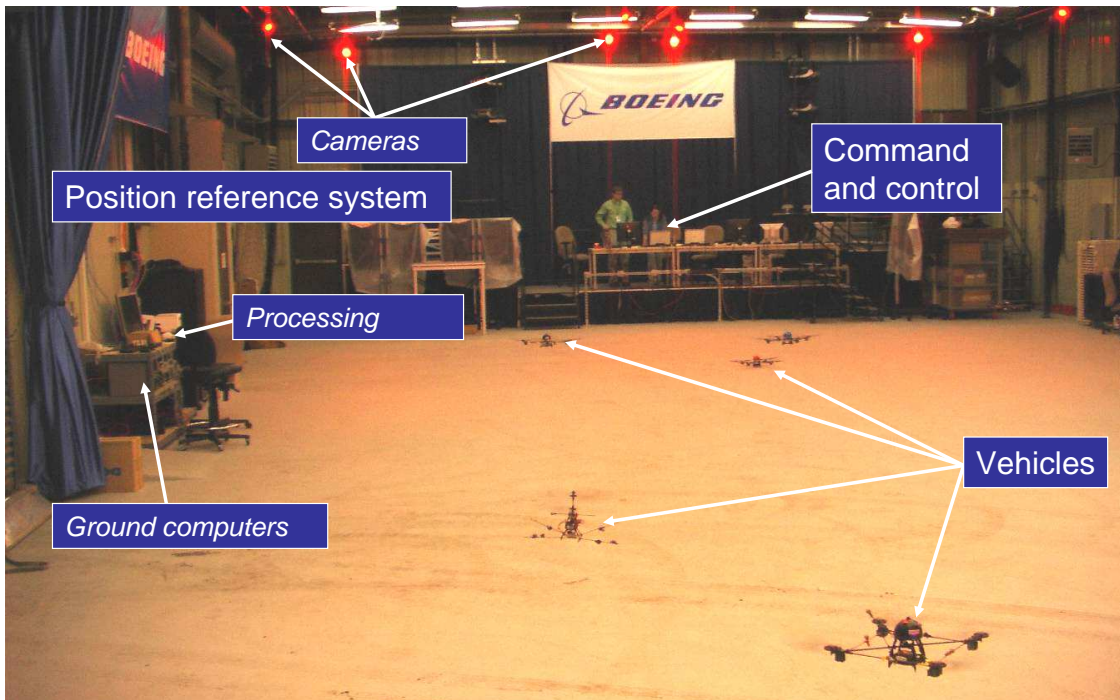 BOEING
BOEING
Cameras
Command
and control
Position reference system
Processing
Vehicles
Ground computers